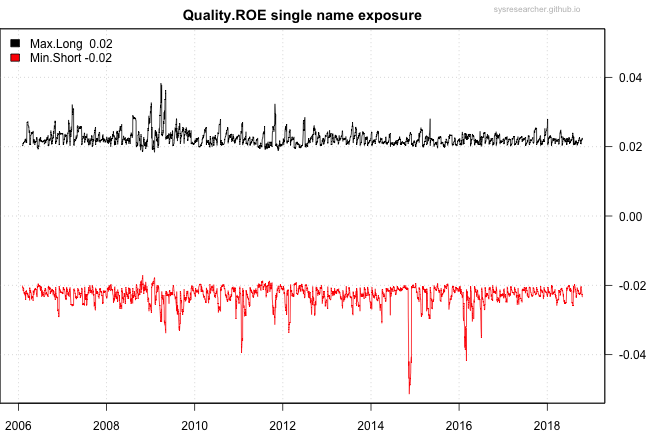 Quality.ROE single name exposure
sysresearcher.github.io
Max.Long 0.02
Min.Short -0.02
0.04
0.02
0.00
-0.02
-0.04
2006 2008 2010 2012 2014 2016 2018